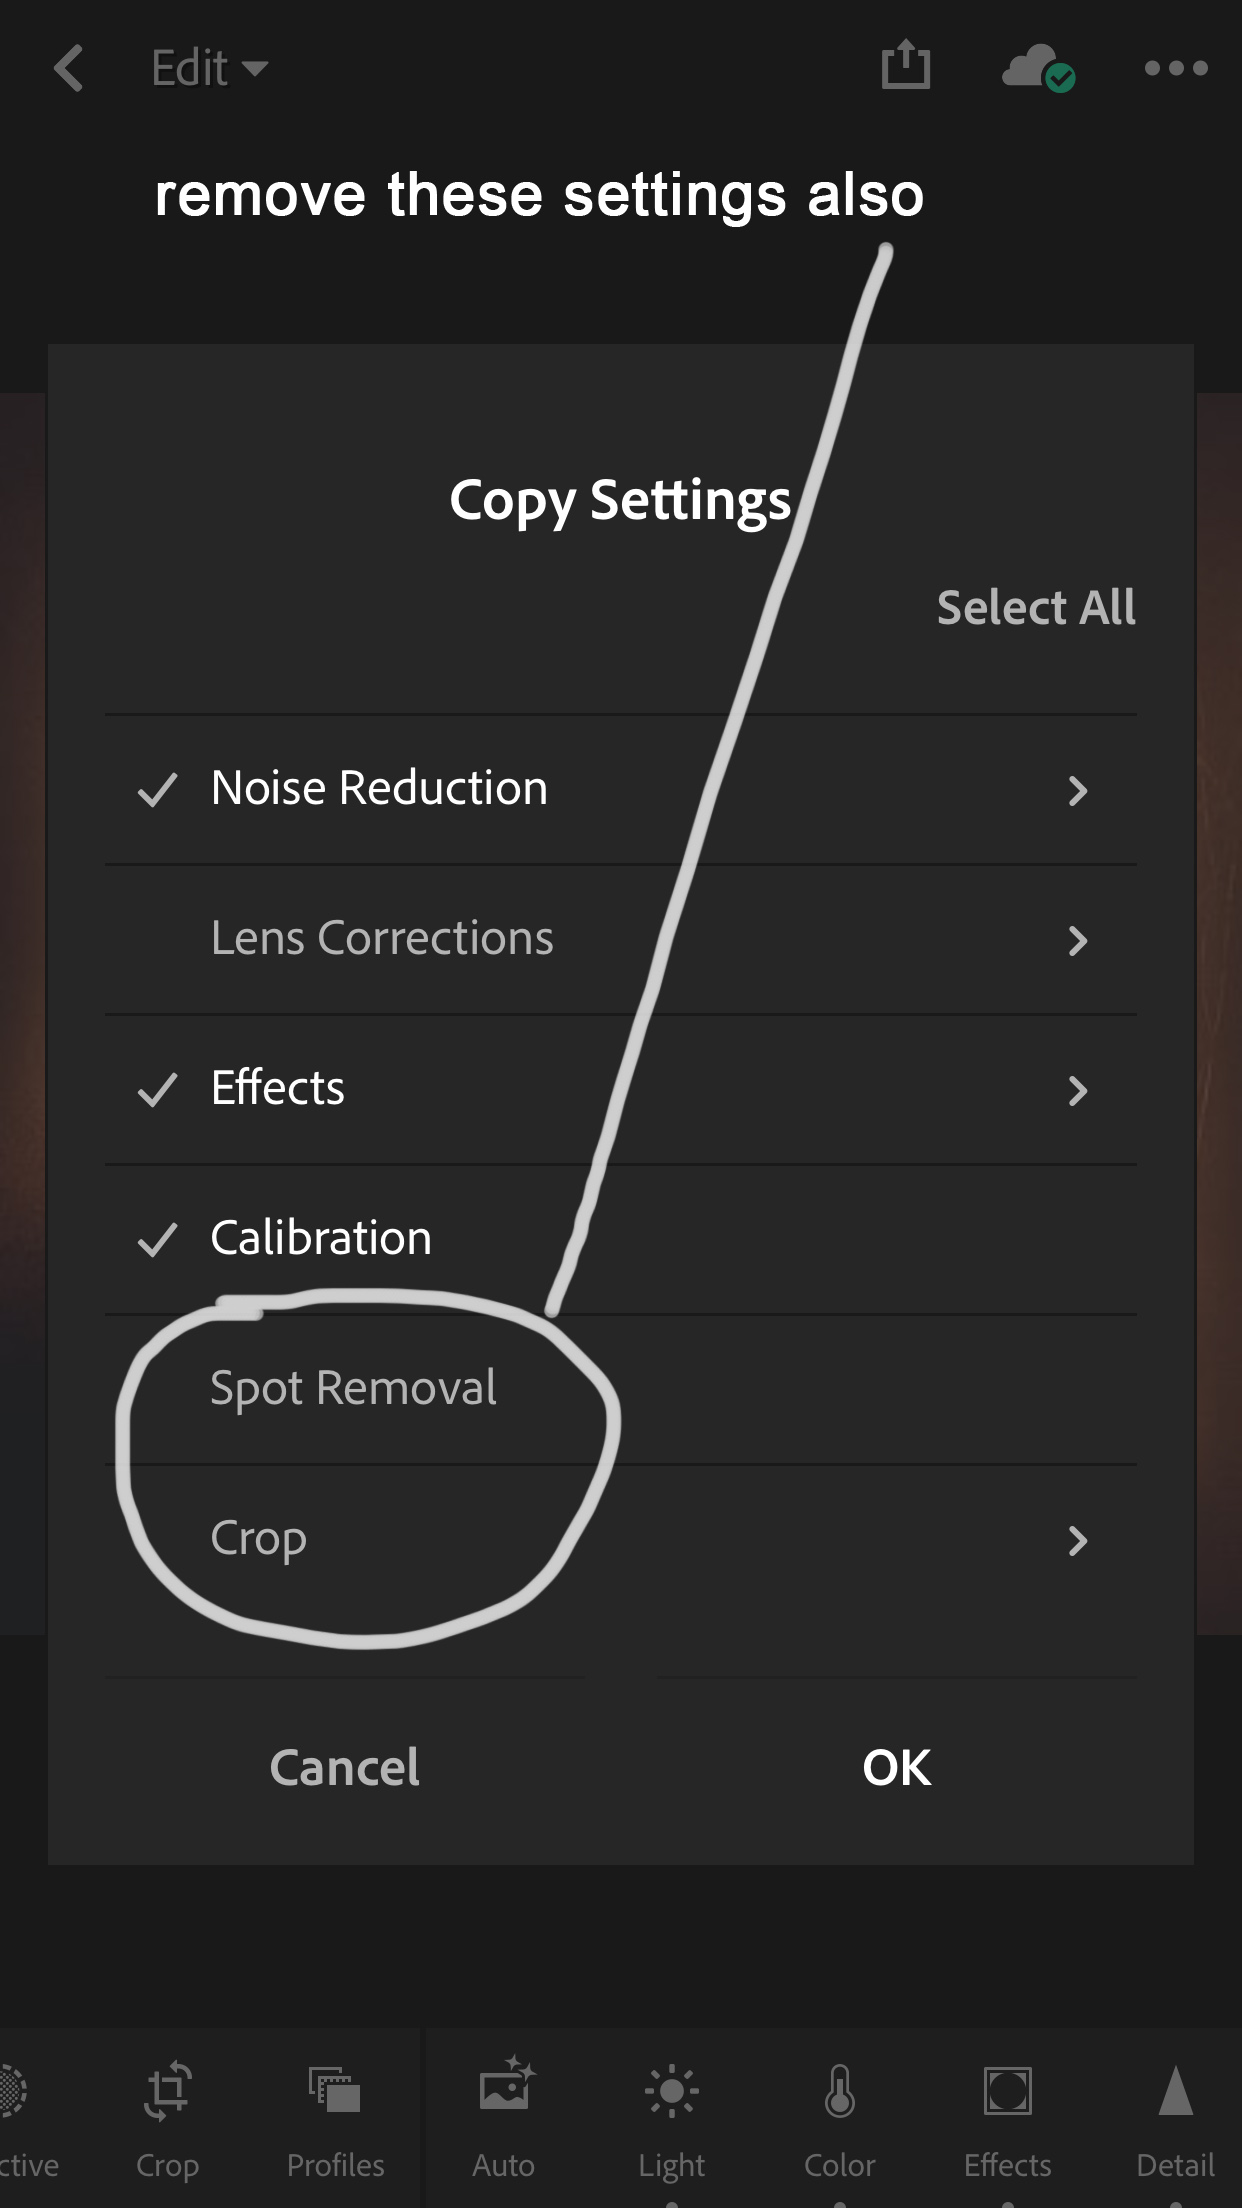 Edit
remove these settings also
Copy Settings
Select All
Noise Reduction
Lens Corrections
Effects
Calibration
Spot Removal
Crop
Cancel OK
ctive Crop Profiles Auto Light Color Effects Detail